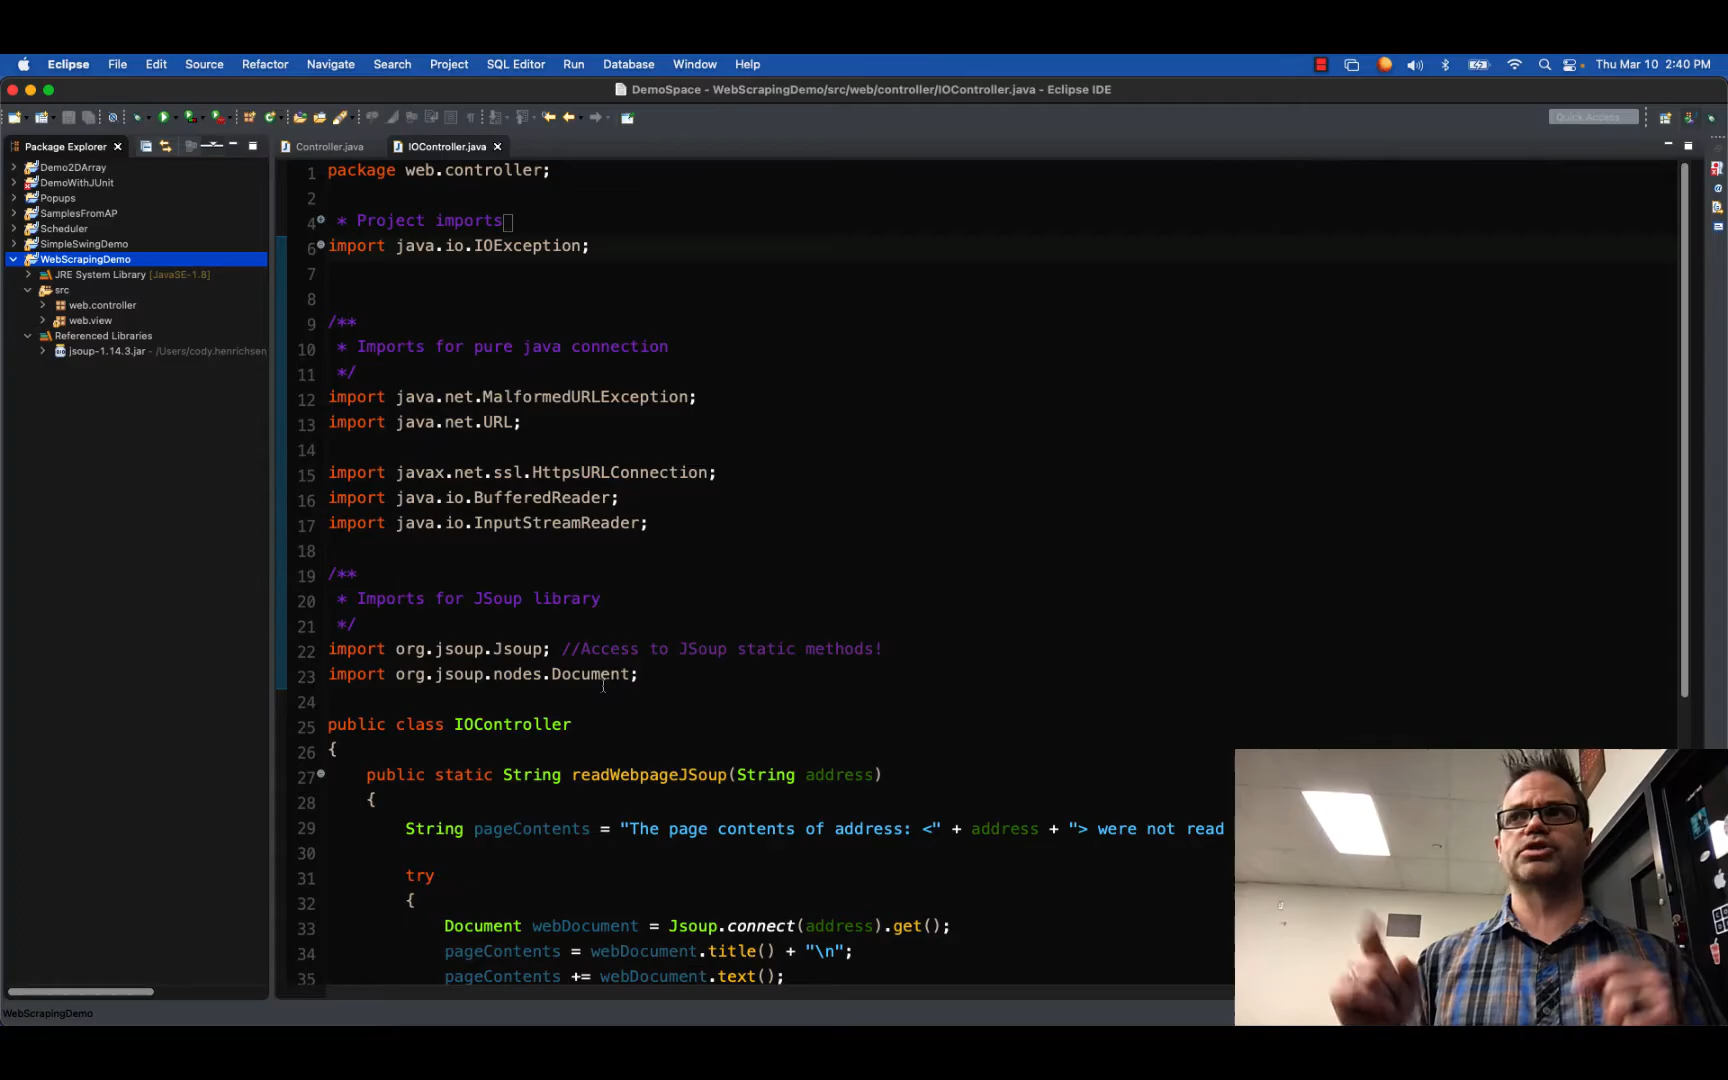 Eclipse File Edit Source Refactor Navigate Search Project SQL Editor Run Database Window Help Thu Mar 10 2:40 PM
DemoSpace - WebScrapingDemo/src/web/controller/IOController.java - Eclipse IDE
Quick Access
Package Explorer
Controller.java IOController.java
Demo2DArray
DemoWithJUnit
Popups
SamplesFromAP
Scheduler
SimpleSwingDemo
WebScrapingDemo
JRE System Library [JavaSE-1.8]
src
web.controller
web.view
Referenced Libraries
jsoup-1.14.3.jar - /Users/cody.henrichsen
1 package web.controller;
2
4 * Project imports
6 import java.io.IOException;
7
8
9 /**
10 * Imports for pure java connection
11 */
12 import java.net.MalformedURLException;
13 import java.net.URL;
14
15 import javax.net.ssl.HttpsURLConnection;
16 import java.io.BufferedReader;
17 import java.io.InputStreamReader;
18
19 /**
20 * Imports for JSoup library
21 */
22 import org.jsoup.Jsoup; //Access to JSoup static methods!
23 import org.jsoup.nodes.Document;
24
25 public class IOController
26 {
27 public static String readWebpageJSoup(String address)
28 {
29 String pageContents = "The page contents of address: <" + address + "> were not read
30
31 try
32 {
33 Document webDocument = Jsoup.connect(address).get();
34 pageContents = webDocument.title() + "\n";
35 pageContents += webDocument.text();
WebScrapingDemo